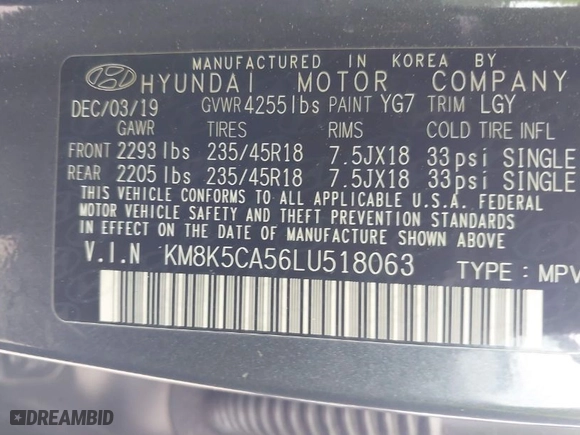 MANUFACTURED IN KOREA BY
HYUNDAI MOTOR COMPANY
DEC/03/19 GVWR 4255lbs PAINT YG7 TRIM LGY
GAWR TIRES RIMS COLD TIRE INFL
FRONT 2293 lbs 235/45R18 7.5JX18 33psi SINGLE
REAR 2205 lbs 235/45R18 7.5JX18 33psi SINGLE
THIS VEHICLE CONFORMS TO ALL APPLICABLE U.S.A. FEDERAL
MOTOR VEHICLE SAFETY AND THEFT PREVENTION STANDARDS
IN EFFECT ON THE DATE OF MANUFACTURE SHOWN ABOVE
V.I.N KM8K5CA56LU518063 TYPE : MPV
DREAMBID